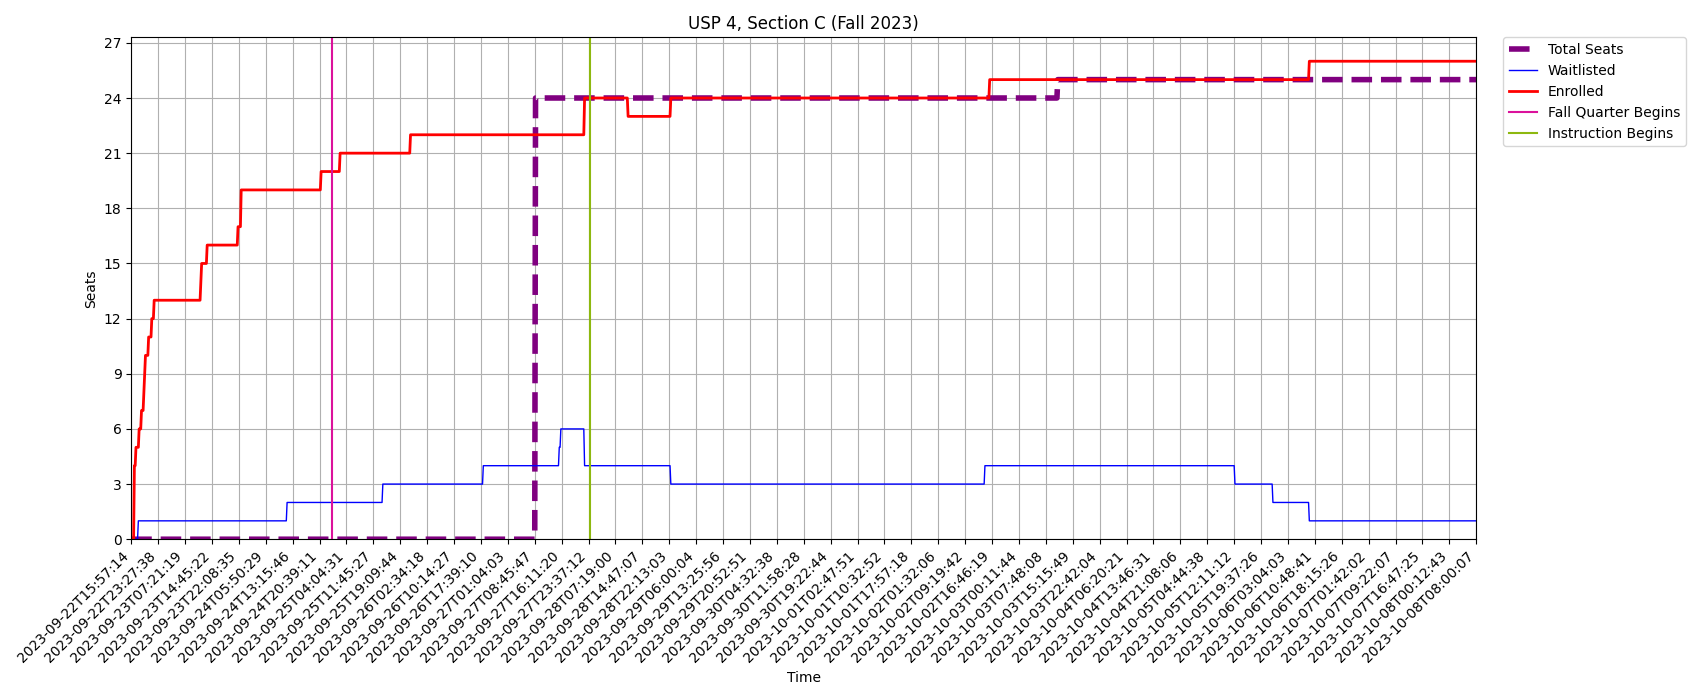 USP 4, Section C (Fall 2023)
27
24
21
18
15
12
9
6
3
0
Seats
Total Seats
Waitlisted
Enrolled
Fall Quarter Begins
Instruction Begins
2023-09-22T15:57:14
2023-09-22T23:27:38
2023-09-23T07:21:19
2023-09-23T14:45:22
2023-09-23T22:08:35
2023-09-24T05:50:29
2023-09-24T13:15:46
2023-09-24T20:39:11
2023-09-25T04:04:31
2023-09-25T11:45:27
2023-09-25T19:09:44
2023-09-26T02:34:18
2023-09-26T10:14:27
2023-09-26T17:39:10
2023-09-27T01:04:03
2023-09-27T08:45:47
2023-09-27T16:11:20
2023-09-27T23:37:12
2023-09-28T07:19:00
2023-09-28T14:47:07
2023-09-28T22:13:03
2023-09-29T06:00:04
2023-09-29T13:25:56
2023-09-29T20:52:51
2023-09-30T04:32:38
2023-09-30T11:58:28
2023-09-30T19:22:44
2023-10-01T02:47:51
2023-10-01T10:32:52
2023-10-01T17:57:18
2023-10-02T01:32:06
2023-10-02T09:19:42
2023-10-02T16:46:19
2023-10-03T00:11:44
2023-10-03T07:48:08
2023-10-03T15:15:49
2023-10-03T22:42:04
2023-10-04T06:20:21
2023-10-04T13:46:31
2023-10-04T21:08:06
2023-10-05T04:44:38
2023-10-05T12:11:12
2023-10-05T19:37:26
2023-10-06T03:04:03
2023-10-06T10:48:41
2023-10-06T18:15:26
2023-10-07T01:42:02
2023-10-07T09:22:07
2023-10-07T16:47:25
2023-10-08T00:12:43
2023-10-08T08:00:07
Time